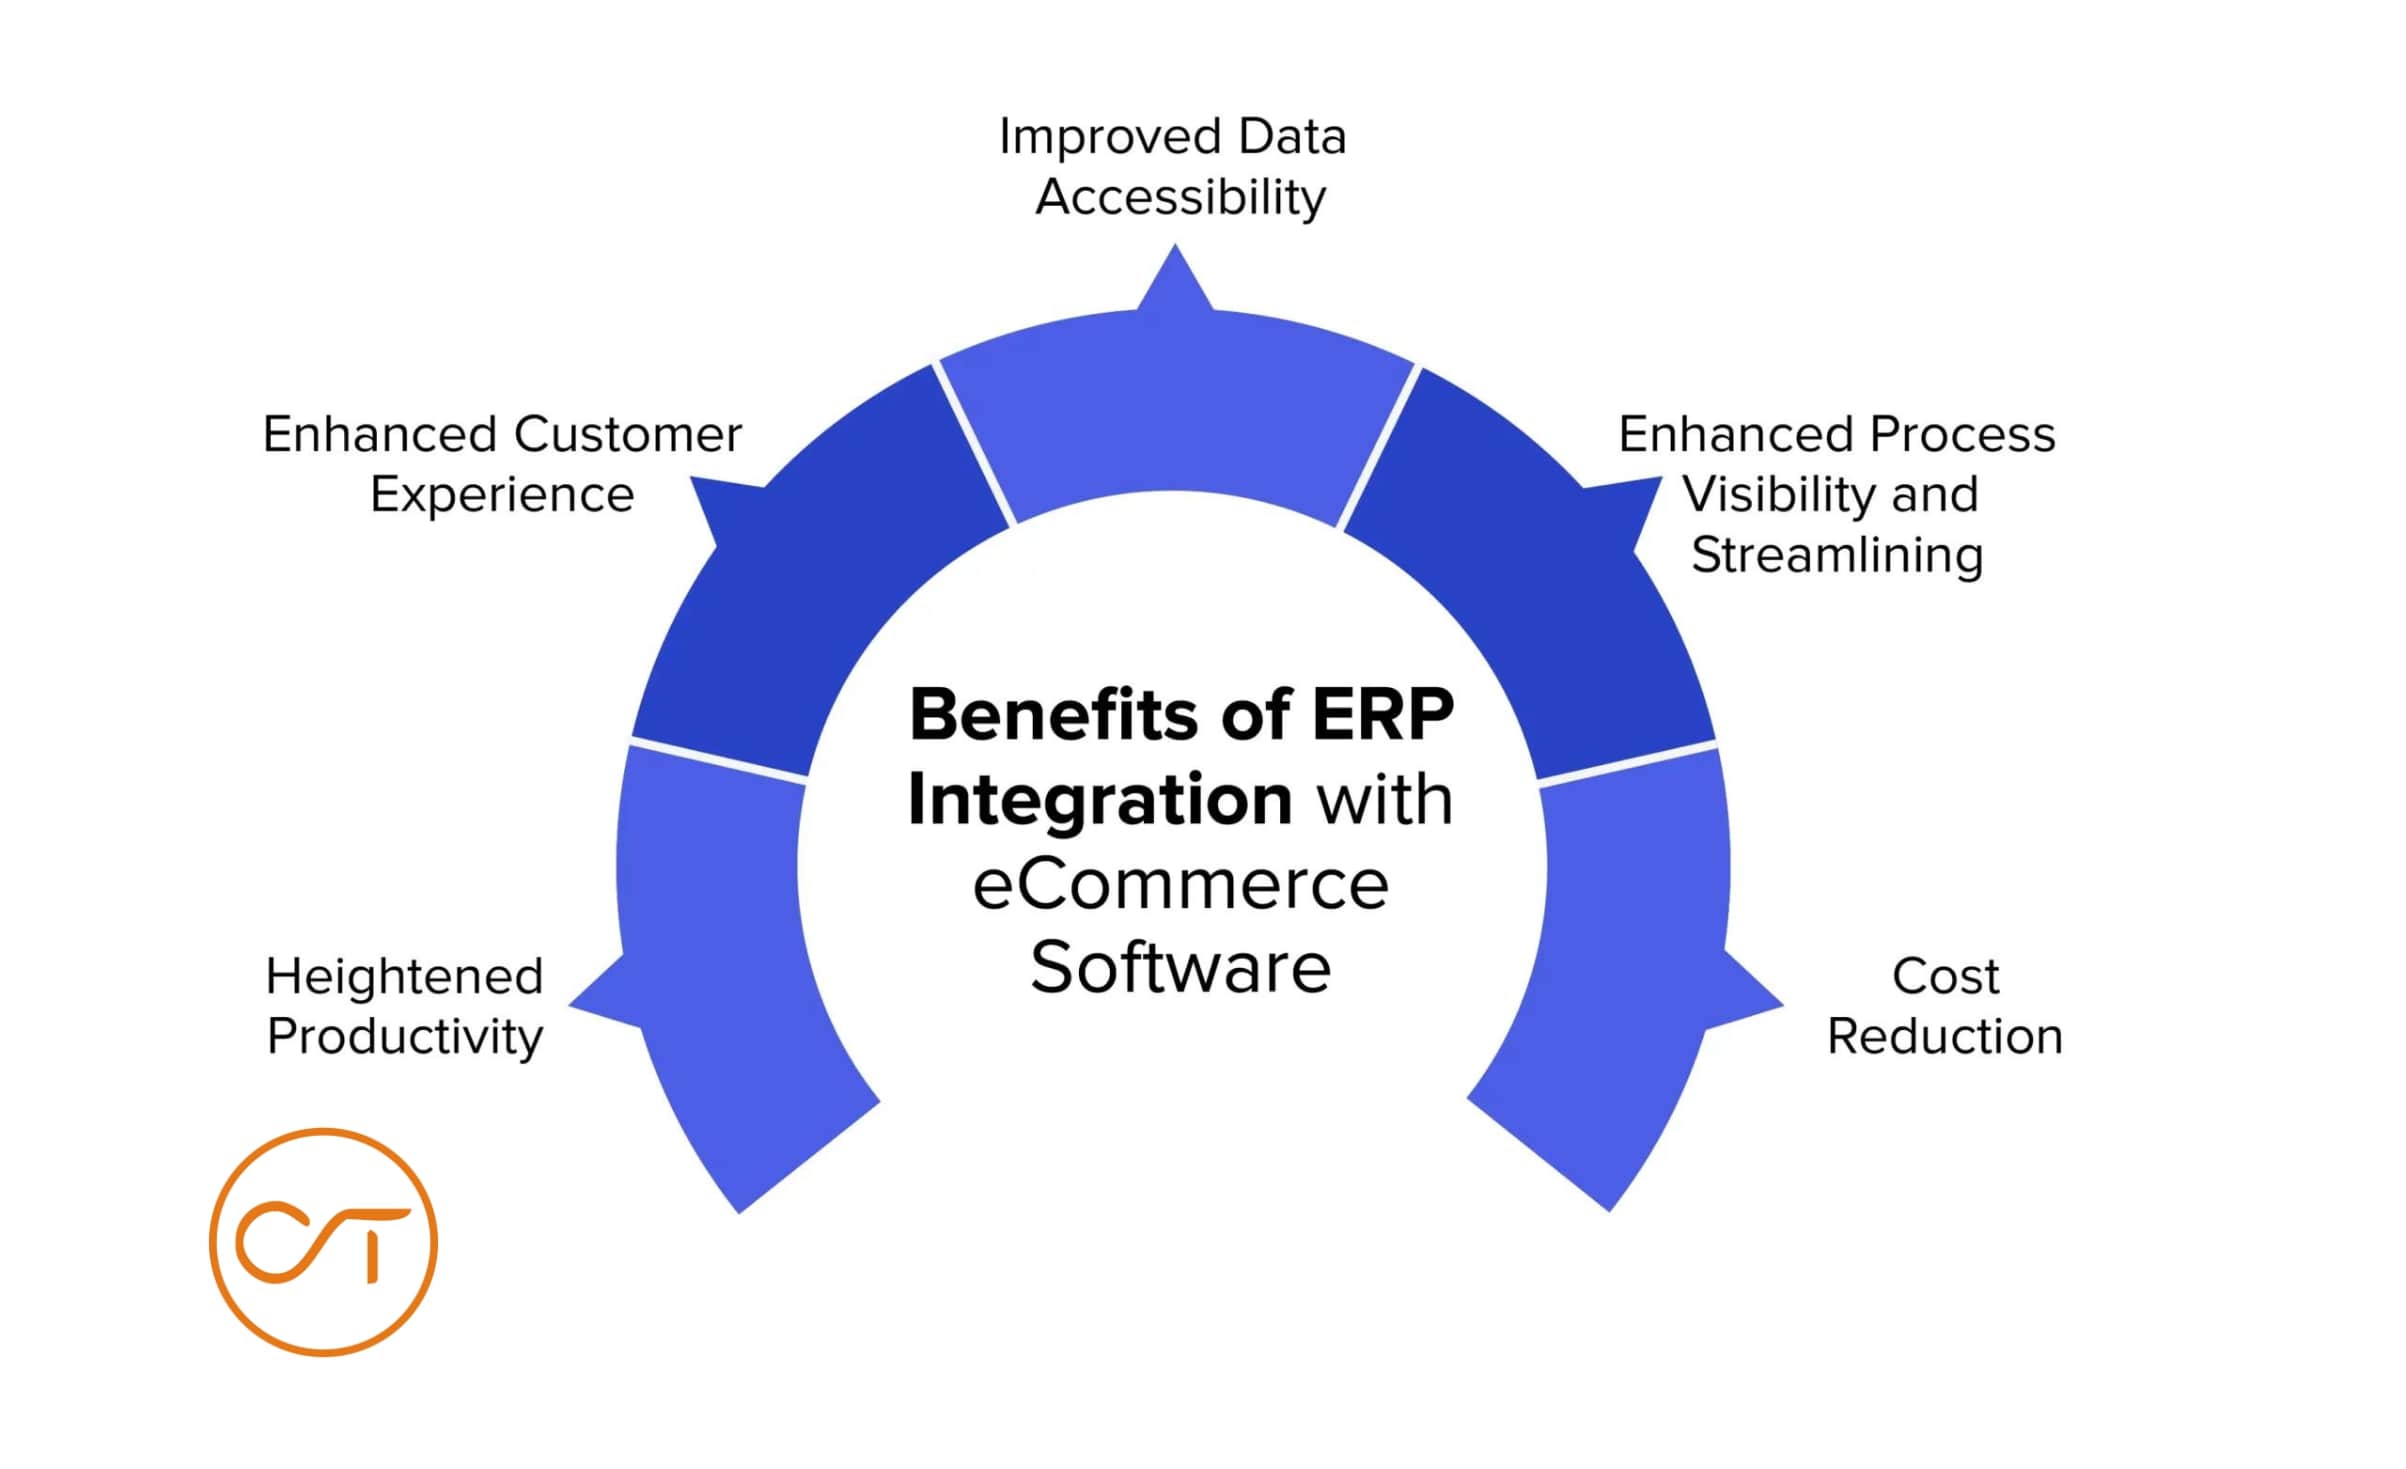 Improved Data
Accessibility
Enhanced Customer
Experience
Enhanced Process
Visibility and
Streamlining
Benefits of ERP
Integration with
eCommerce
Software
Heightened
Productivity
Cost
Reduction
CT